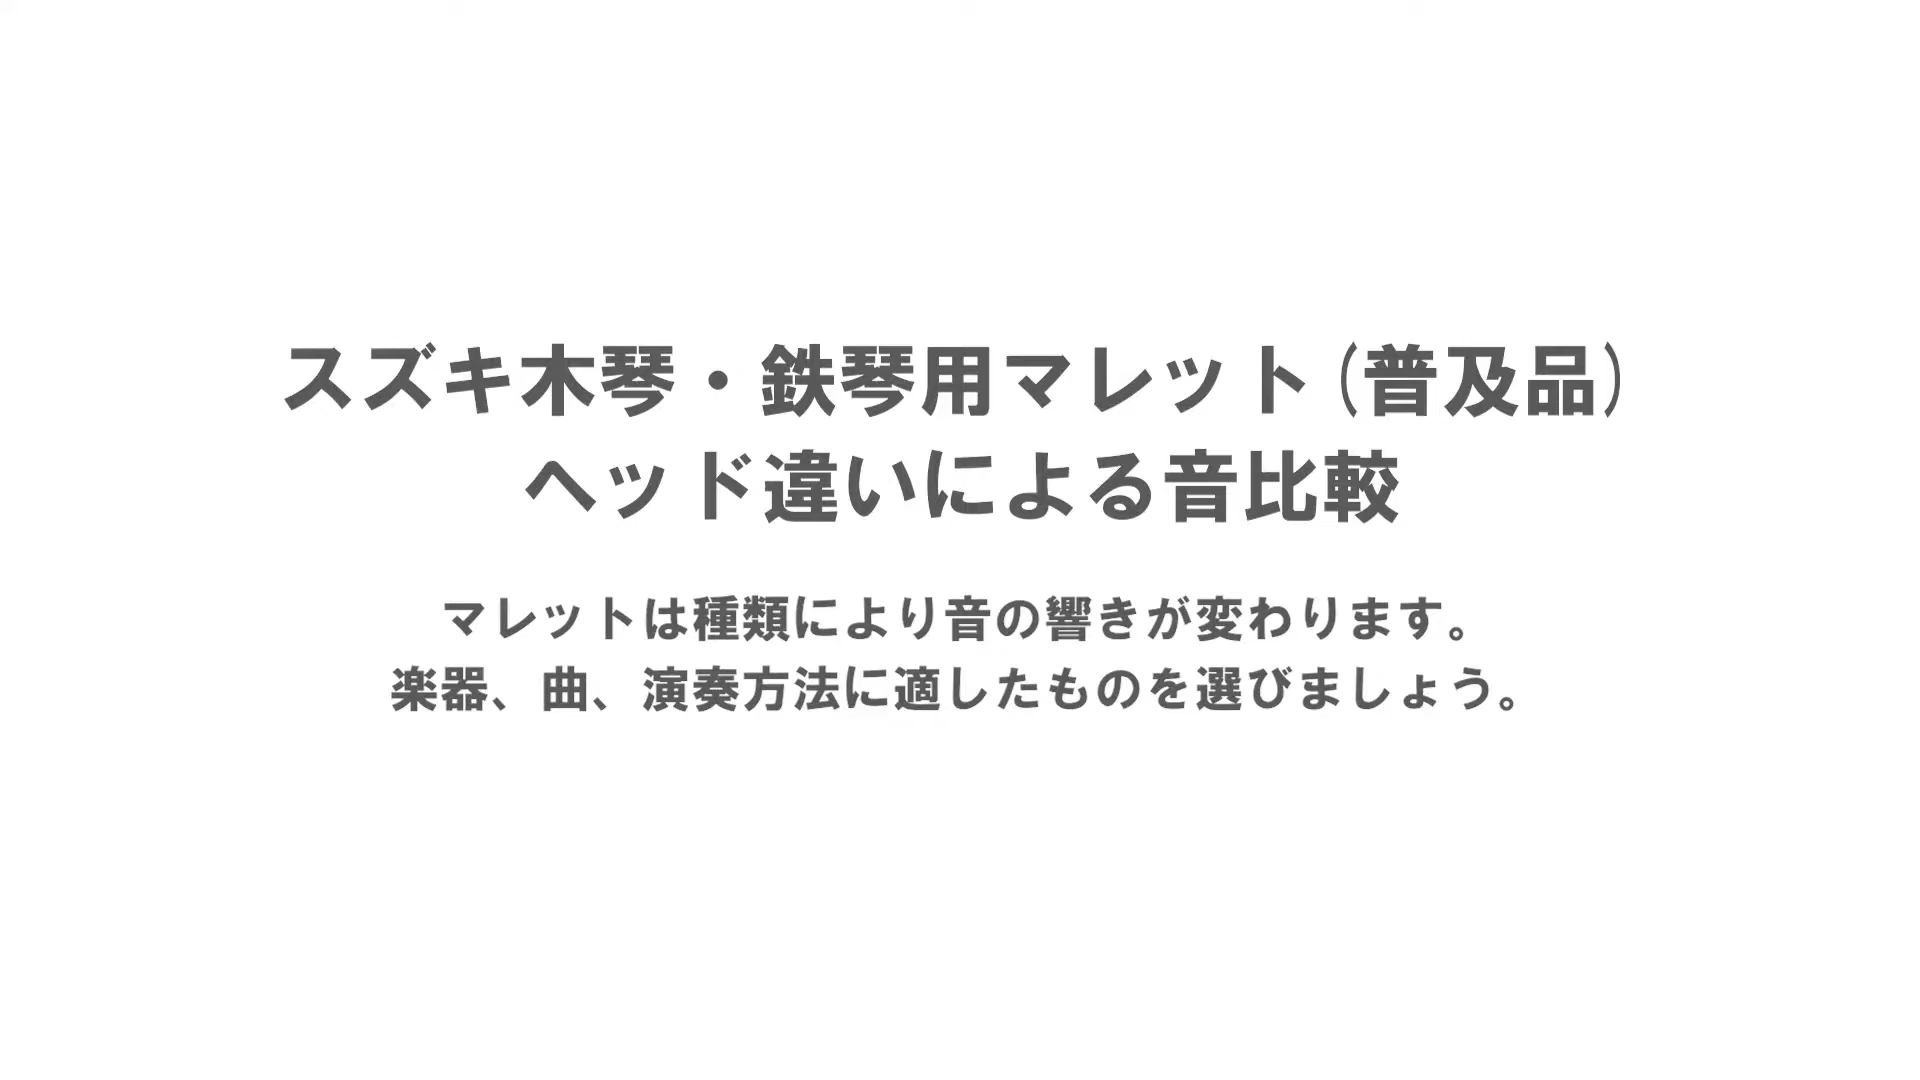 スズキ木琴・鉄琴用マレット(普及品)
ヘッド違いによる音比較
マレットは種類により音の響きが変わります。
楽器、曲、演奏方法に適したものを選びましょう。